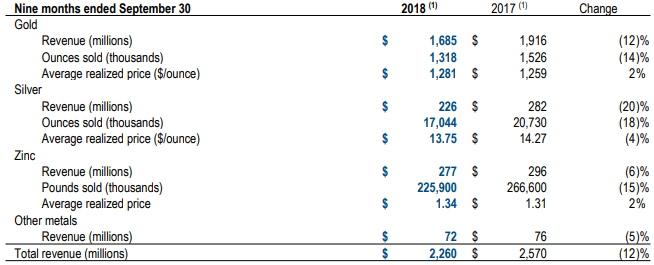 Nine months ended September 30 2018 (1) 2017 (1) Change
Gold
Revenue (millions) $ 1,685 $ 1,916 (12)%
Ounces sold (thousands) 1,318 1,526 (14)%
Average realized price ($/ounce) $ 1,281 $ 1,259 2%
Silver
Revenue (millions) $ 226 $ 282 (20)%
Ounces sold (thousands) 17,044 20,730 (18)%
Average realized price ($/ounce) $ 13.75 $ 14.27 (4)%
Zinc
Revenue (millions) $ 277 $ 296 (6)%
Pounds sold (thousands) 225,900 266,600 (15)%
Average realized price $ 1.34 $ 1.31 2%
Other metals
Revenue (millions) $ 72 $ 76 (5)%
Total revenue (millions) $ 2,260 $ 2,570 (12)%